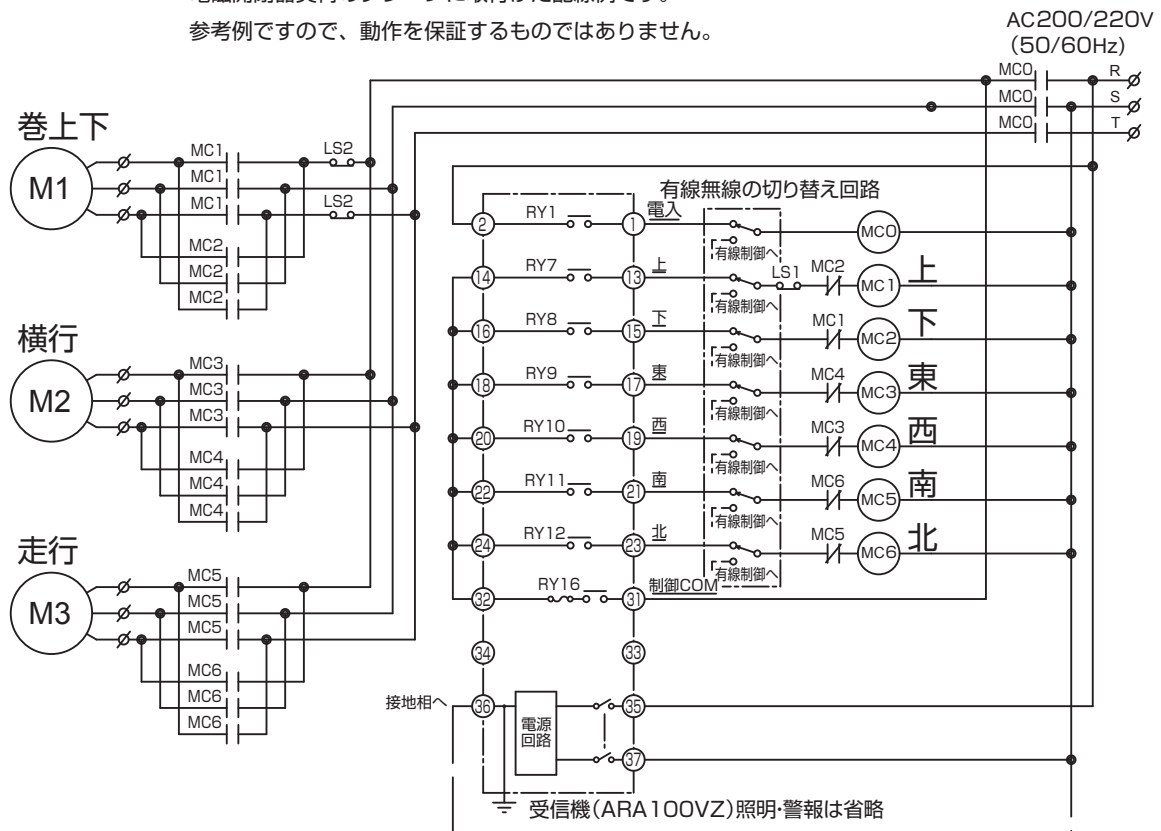 参考例ですので、動作を保証するものではありません。
AC200/220V
(50/60Hz)
MC0 R
MC0 S
MC0 T
巻上下
M1
MC1
MC1
MC1
LS2
LS2
MC2
MC2
MC2
横行
M2
MC3
MC3
MC3
MC4
MC4
MC4
走行
M3
MC5
MC5
MC5
MC6
MC6
MC6
有線無線の切り替え回路
2 RY1 1 電入 MC0
有線制御へ
14 RY7 13 上 LS1 MC2 MC1 上
有線制御へ
16 RY8 15 下 MC1 MC2 下
有線制御へ
18 RY9 17 東 MC4 MC3 東
有線制御へ
20 RY10 19 西 MC3 MC4 西
有線制御へ
22 RY11 21 南 MC6 MC5 南
有線制御へ
24 RY12 23 北 MC5 MC6 北
有線制御へ
32 RY16 31 制御COM
34 33
接地相へ 36 35
電源
回路
37
受信機(ARA100VZ)照明・警報は省略